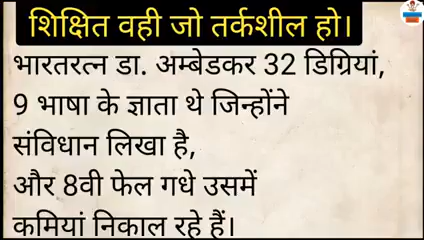 शिक्षित वही जो तर्कशील हो।
भारतरत्न डा. अम्बेडकर 32 डिग्रियां,
9 भाषा के ज्ञाता थे जिन्होंने
संविधान लिखा है,
और 8वी फेल गधे उसमें
कमियां निकाल रहे हैं।